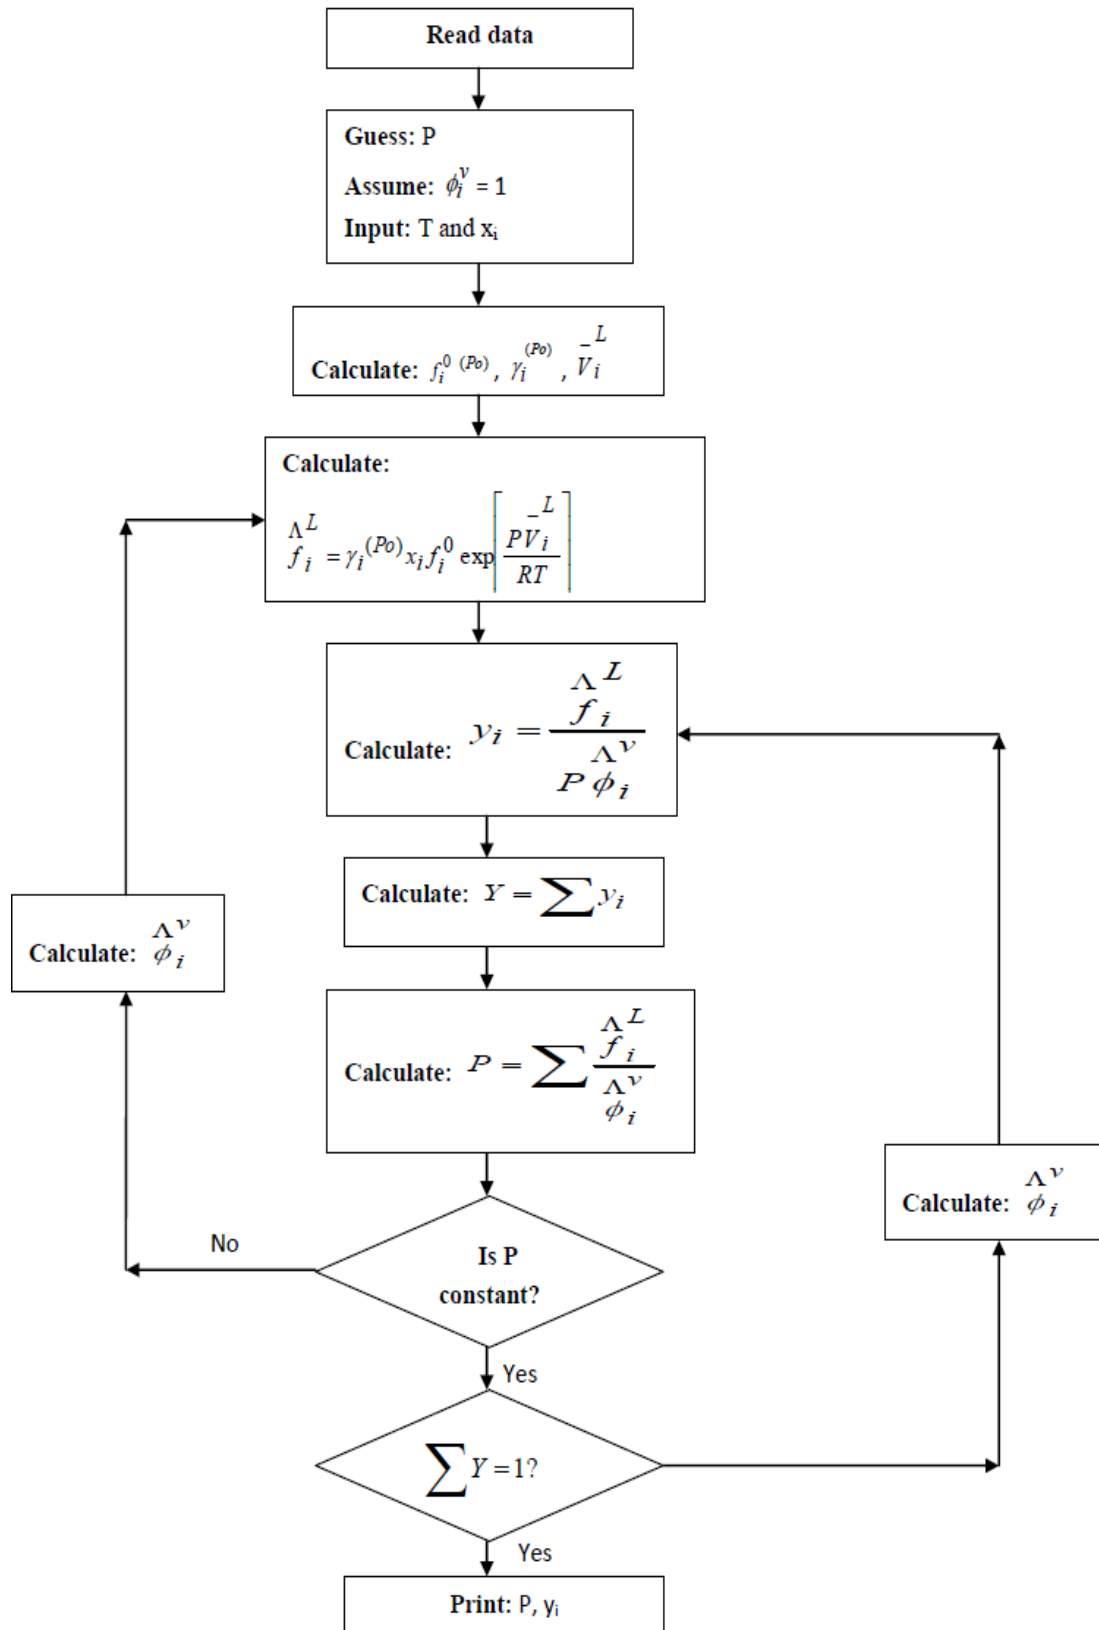 Read data
Guess: P
Assume: ϕᵢᵛ = 1
Input: T and xᵢ
Calculate: fᵢ⁰ ⁽ᴾᵒ⁾, γᵢ⁽ᴾᵒ⁾, V̄ᵢᴸ
Calculate:
Λ L
fᵢ = γᵢ⁽ᴾᵒ⁾xᵢfᵢ⁰ exp[PV̄ᵢᴸ / RT]
Calculate: yᵢ = f̂ᵢᴸ / Pϕ̂ᵢᵛ
Calculate: Y = ∑ yᵢ
Calculate: ϕ̂ᵢᵛ
Calculate: P = ∑ f̂ᵢᴸ / ϕ̂ᵢᵛ
Calculate: ϕ̂ᵢᵛ
No
Is P
constant?
Yes
∑ Y = 1?
Yes
Print: P, yᵢ